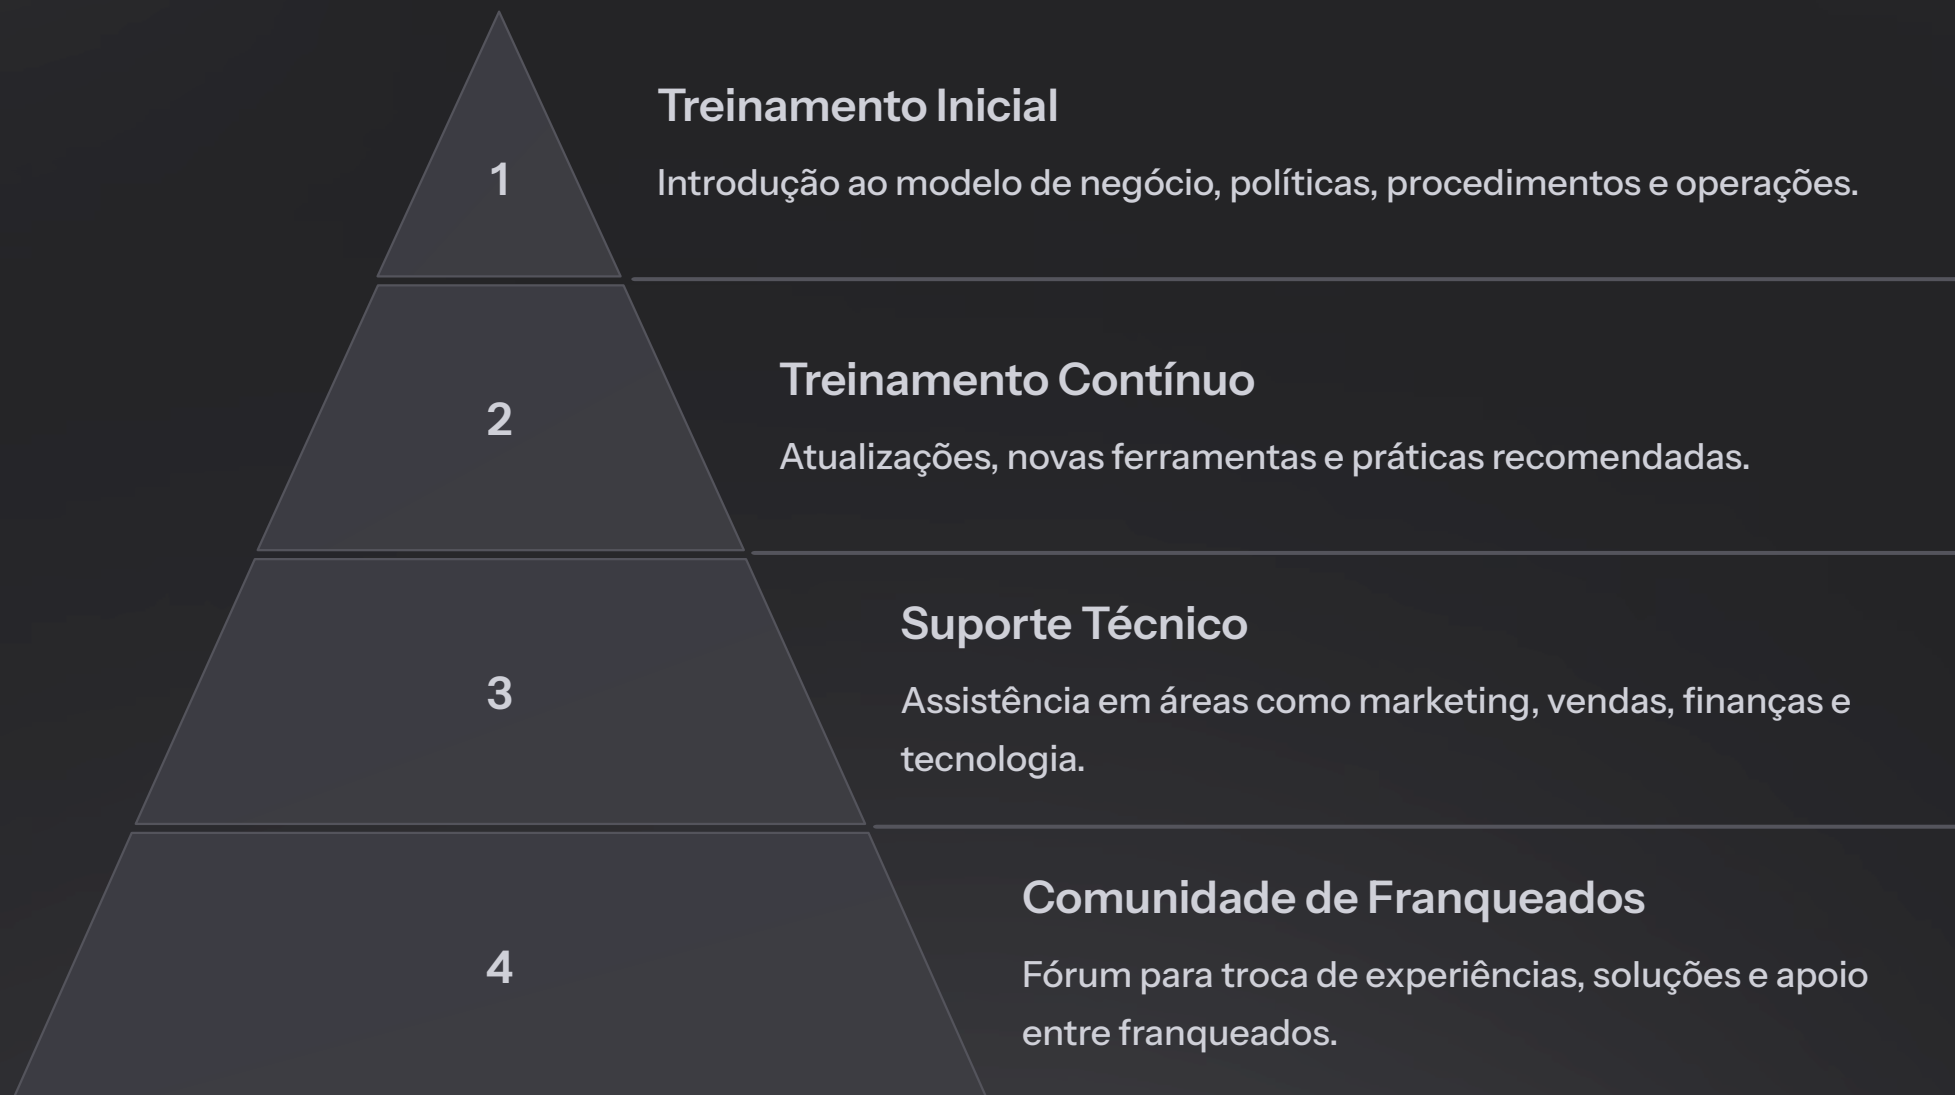 1
Treinamento Inicial
Introdução ao modelo de negócio, políticas, procedimentos e operações.
2
Treinamento Contínuo
Atualizações, novas ferramentas e práticas recomendadas.
3
Suporte Técnico
Assistência em áreas como marketing, vendas, finanças e
tecnologia.
4
Comunidade de Franqueados
Fórum para troca de experiências, soluções e apoio
entre franqueados.